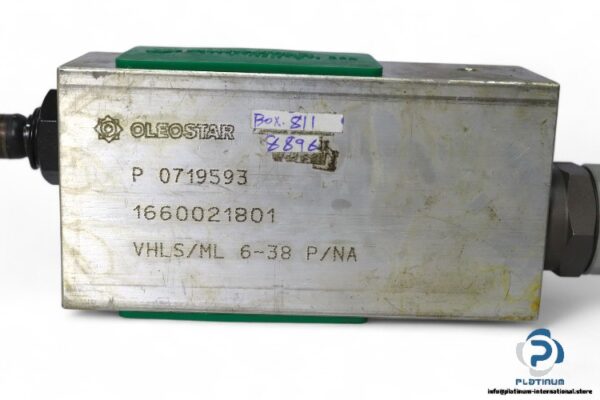 OLEOSTAR
BOX. 811
8896
P 0719593
1660021801
VHLS/ML 6-38 P/NA
PLATINUM
info@platinum-international.store